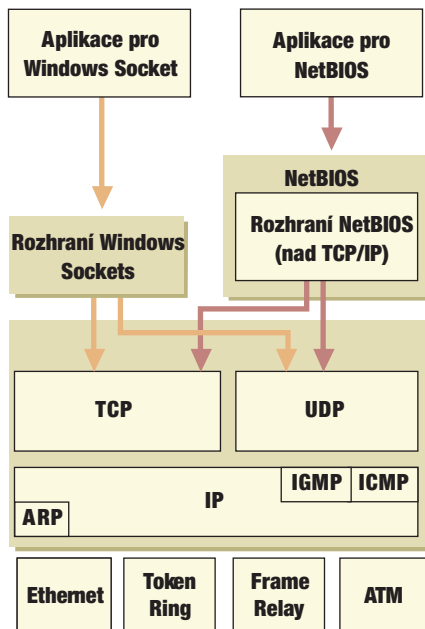 Aplikace pro
Windows Socket
Aplikace pro
NetBIOS
NetBIOS
Rozhraní Windows
Sockets
Rozhraní NetBIOS
(nad TCP/IP)
TCP
UDP
IP
IGMP
ICMP
ARP
Ethernet
Token
Ring
Frame
Relay
ATM